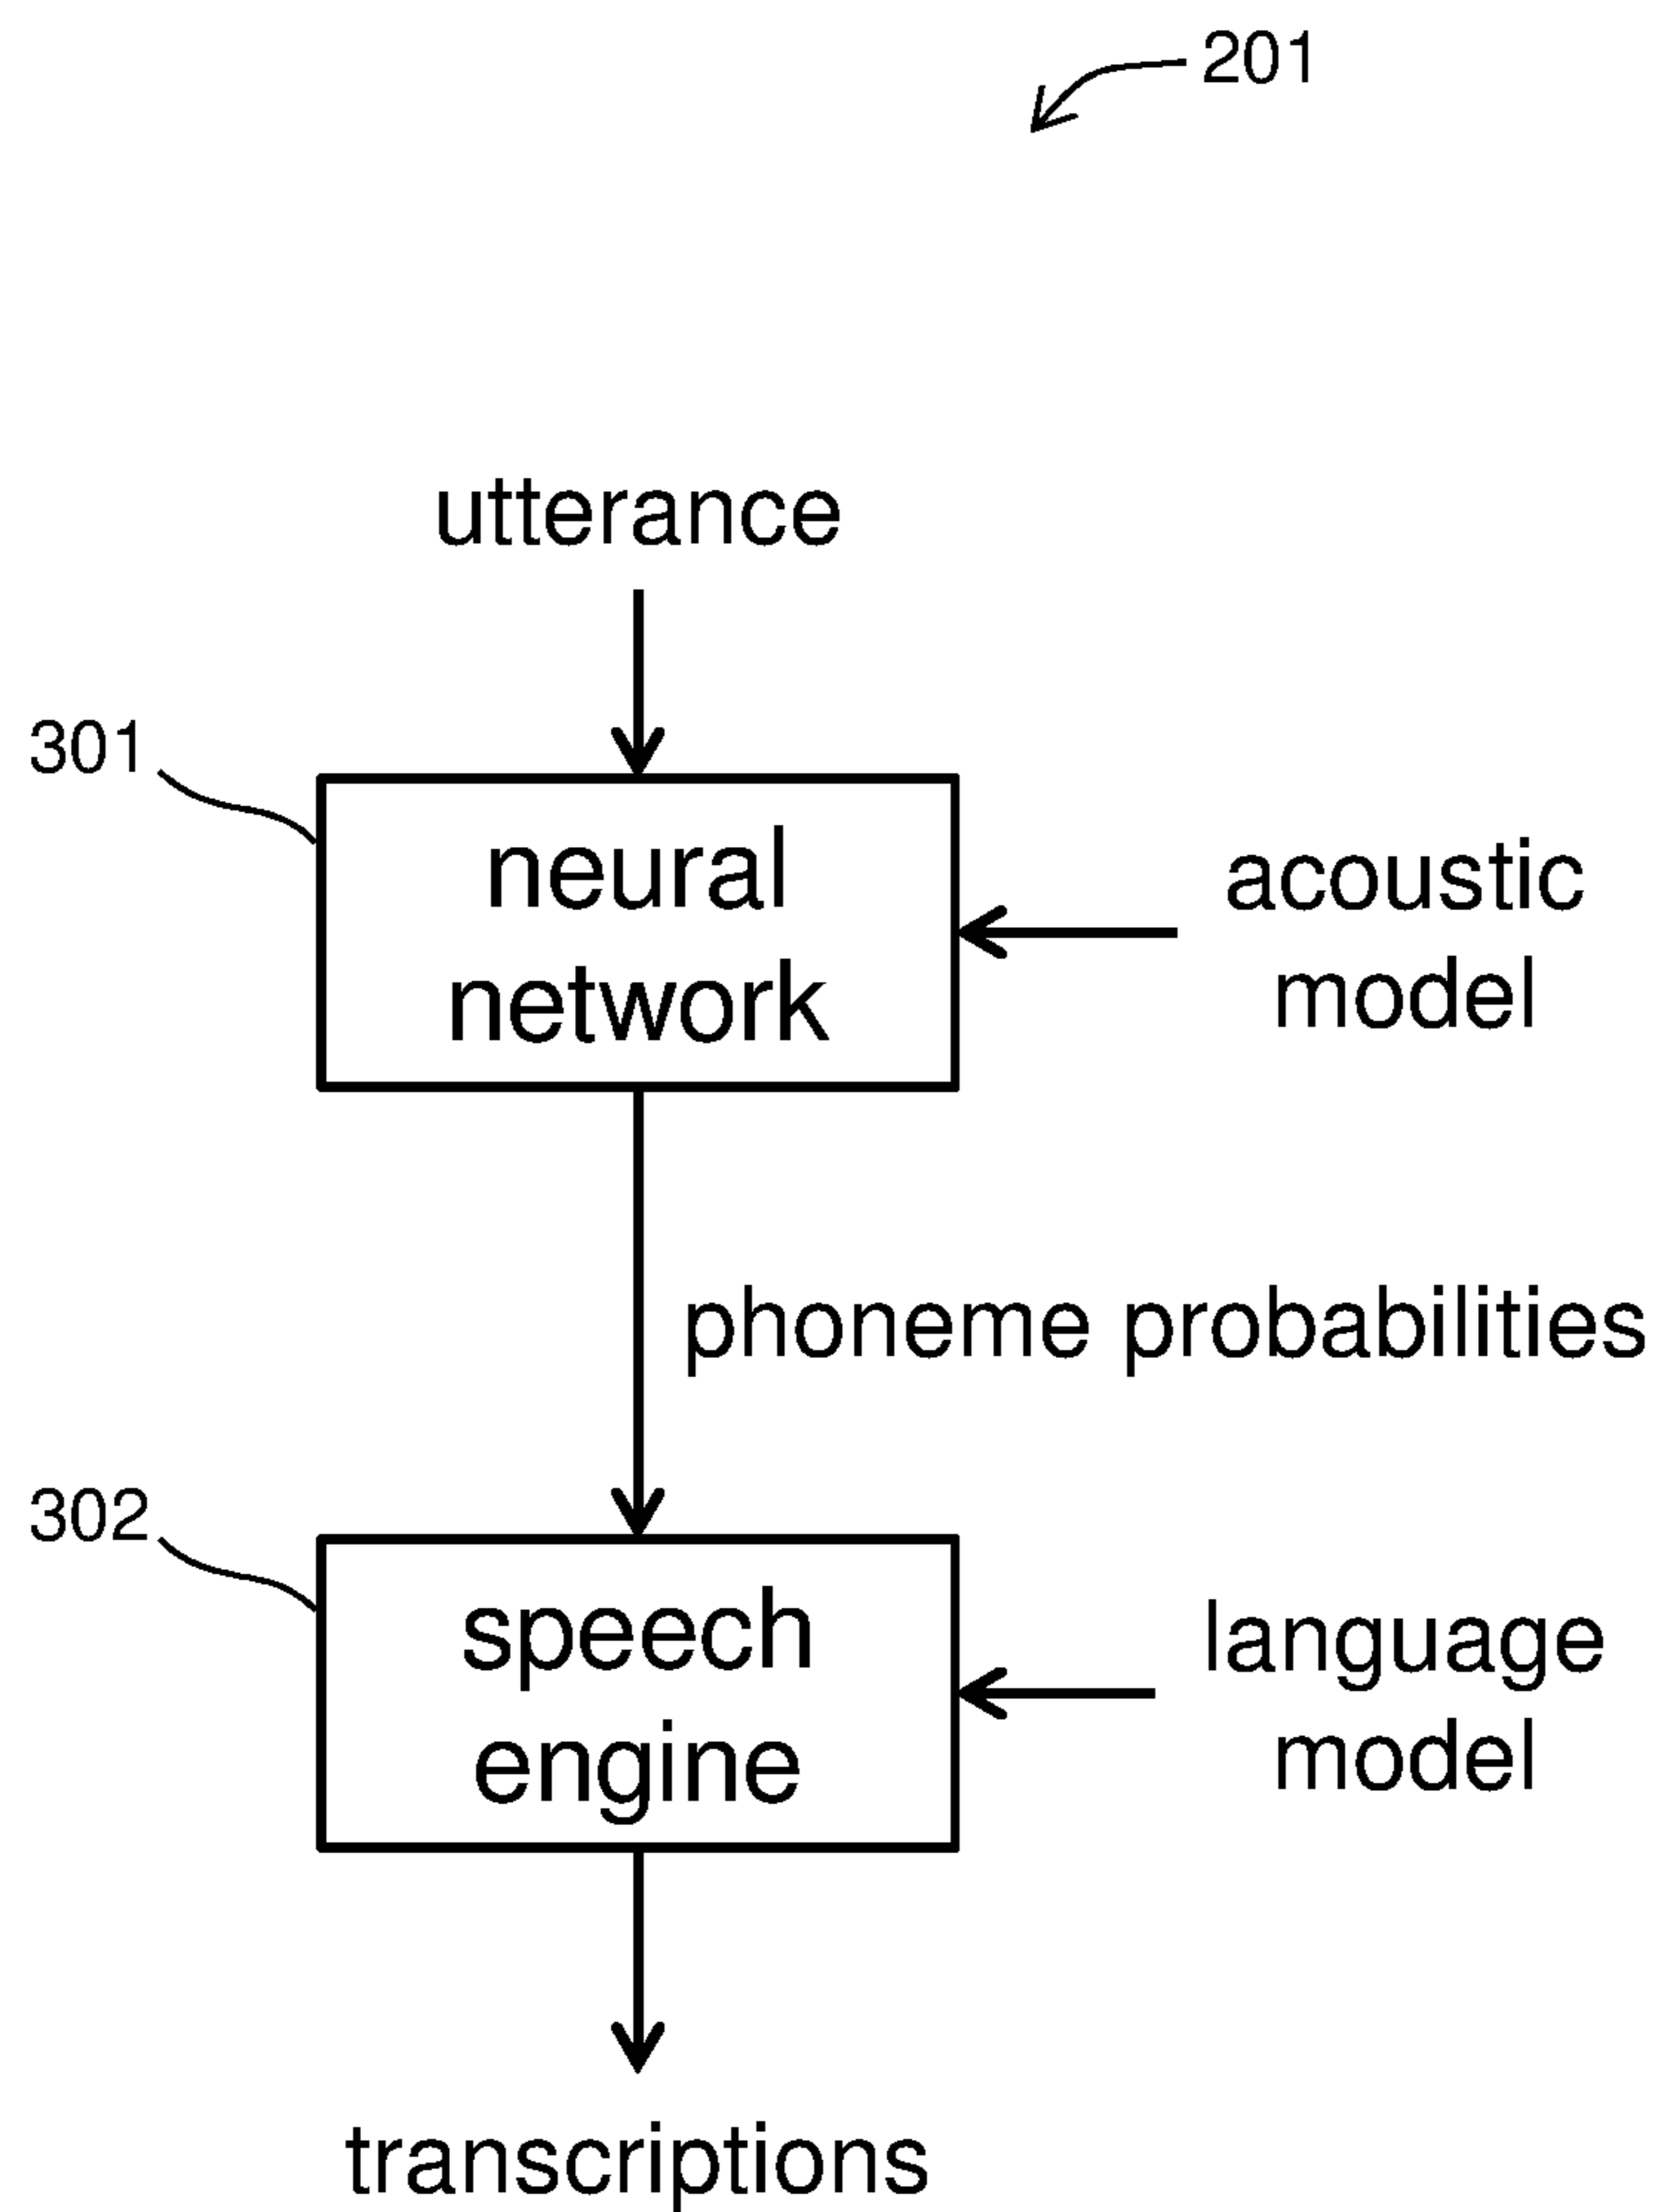 201
utterance
301
neural
network
acoustic
model
phoneme probabilities
302
speech
engine
language
model
transcriptions